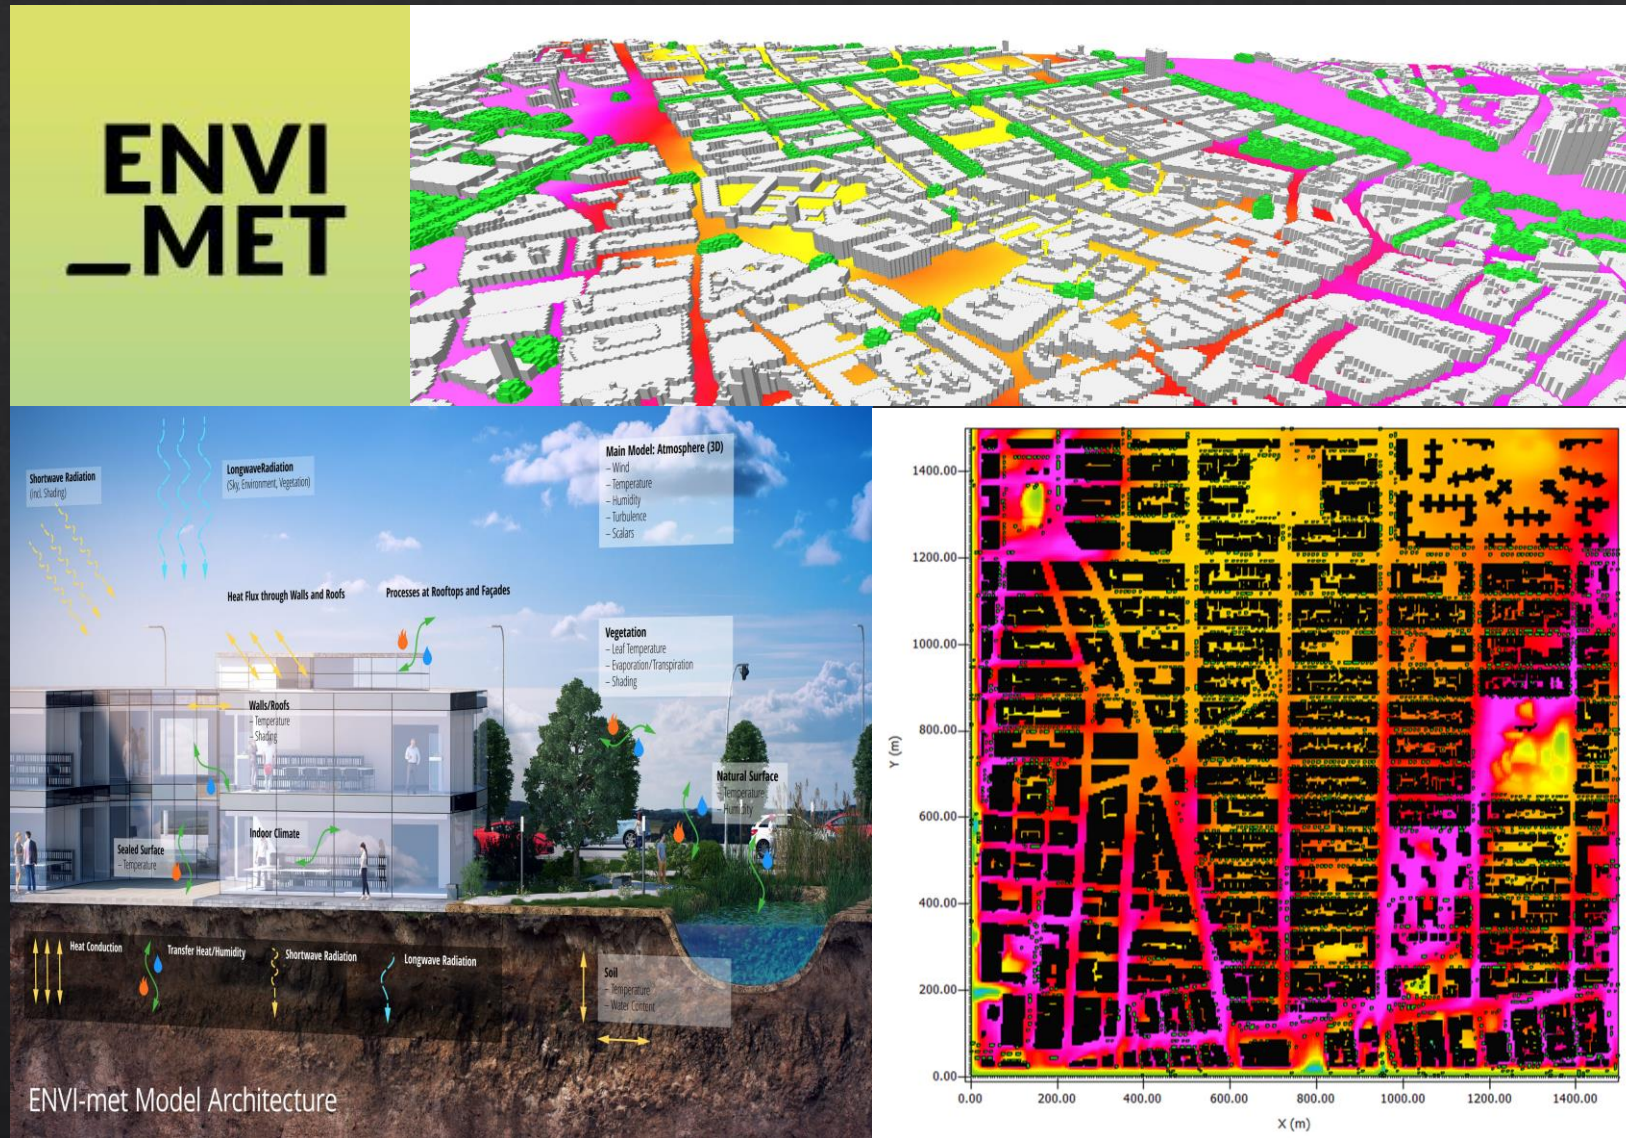 ENVI
_MET
Shortwave Radiation
(incl. Shading)
LongwaveRadiation
(Sky, Environment, Vegetation)
Main Model: Atmosphere (3D)
– Wind
– Temperature
– Humidity
– Turbulence
– Scalars
Heat Flux through Walls and Roofs
Processes at Rooftops and Façades
Vegetation
– Leaf Temperature
– Evaporation/Transpiration
– Shading
Walls/Roofs
– Temperature
– Shading
Natural Surface
– Temperature
– Humidity
Indoor Climate
Sealed Surface
– Temperature
Heat Conduction
Transfer Heat/Humidity
Shortwave Radiation
Longwave Radiation
Soil
– Temperature
– Water Content
ENVI-met Model Architecture
1400.00
1200.00
1000.00
800.00
600.00
400.00
200.00
0.00
Y (m)
0.00 200.00 400.00 600.00 800.00 1000.00 1200.00 1400.00
X (m)